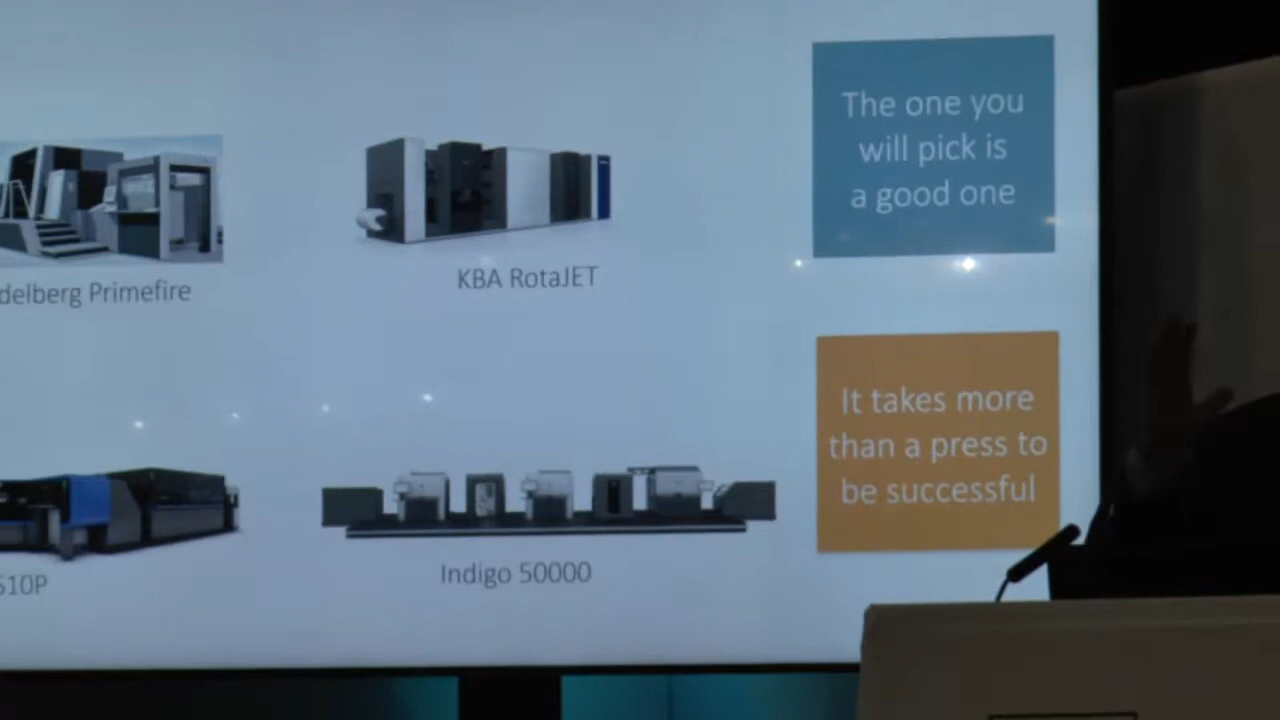 The one you
will pick is
a good one
delberg Primefire
KBA RotaJET
It takes more
than a press to
be successful
510P
Indigo 50000